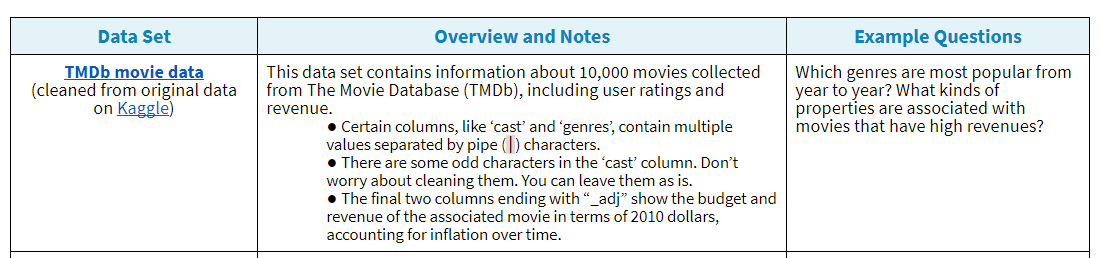 Data Set
Overview and Notes
Example Questions
TMDb movie data
(cleaned from original data
on Kaggle)
This data set contains information about 10,000 movies collected
from The Movie Database (TMDb), including user ratings and
revenue.
● Certain columns, like ‘cast’ and ‘genres’, contain multiple
values separated by pipe (|) characters.
● There are some odd characters in the ‘cast’ column. Don’t
worry about cleaning them. You can leave them as is.
● The final two columns ending with “_adj” show the budget and
revenue of the associated movie in terms of 2010 dollars,
accounting for inflation over time.
Which genres are most popular from
year to year? What kinds of
properties are associated with
movies that have high revenues?